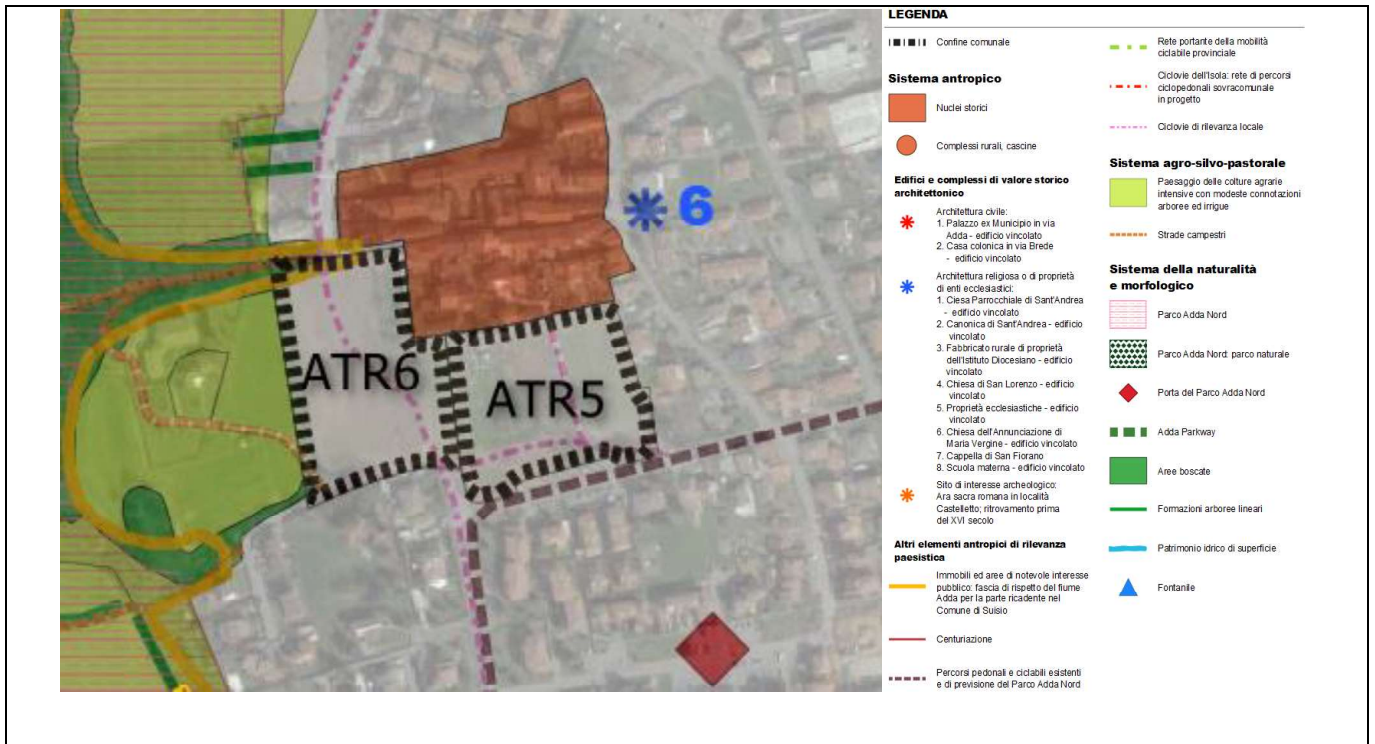 6
ATR6
ATR5
LEGENDA
Confine comunale
Sistema antropico
Nuclei storici
Complessi rurali, cascine
Edifici e complessi di valore storico
architettonico
Architettura civile:
1. Palazzo ex Municipio in via
Adda - edificio vincolato
2. Casa colonica in via Brede
- edificio vincolato
Architettura religiosa o di proprietà
di enti ecclesiastici:
1. Ciesa Parrocchiale di Sant'Andrea
- edificio vincolato
2. Canonica di Sant'Andrea - edificio
vincolato
3. Fabbricato rurale di proprietà
dell'Istituto Diocesiano - edificio
vincolato
4. Chiesa di San Lorenzo - edificio
vincolato
5. Proprietà ecclesiastiche - edificio
vincolato
6. Chiesa dell'Annunciazione di
Maria Vergine - edificio vincolato
7. Cappella di San Fiorano
8. Scuola materna - edificio vincolato
Sito di interesse archeologico:
Ara sacra romana in località
Castelletto; ritrovamento prima
del XVI secolo
Altri elementi antropici di rilevanza
paesistica
Immobili ed aree di notevole interesse
pubblico: fascia di rispetto del fiume
Adda per la parte ricadente nel
Comune di Suisio
Centuriazione
Percorsi pedonali e ciclabili esistenti
e di previsione del Parco Adda Nord
Rete portante della mobilità
ciclabile provinciale
Ciclovie dell'Isola: rete di percorsi
ciclopedonali sovracomunale
in progetto
Ciclovie di rilevanza locale
Sistema agro-silvo-pastorale
Paesaggio delle colture agrarie
intensive con modeste connotazioni
arboree ed irrigue
Strade campestri
Sistema della naturalità
e morfologico
Parco Adda Nord
Parco Adda Nord: parco naturale
Porta del Parco Adda Nord
Adda Parkway
Aree boscate
Formazioni arboree lineari
Patrimonio idrico di superficie
Fontanile